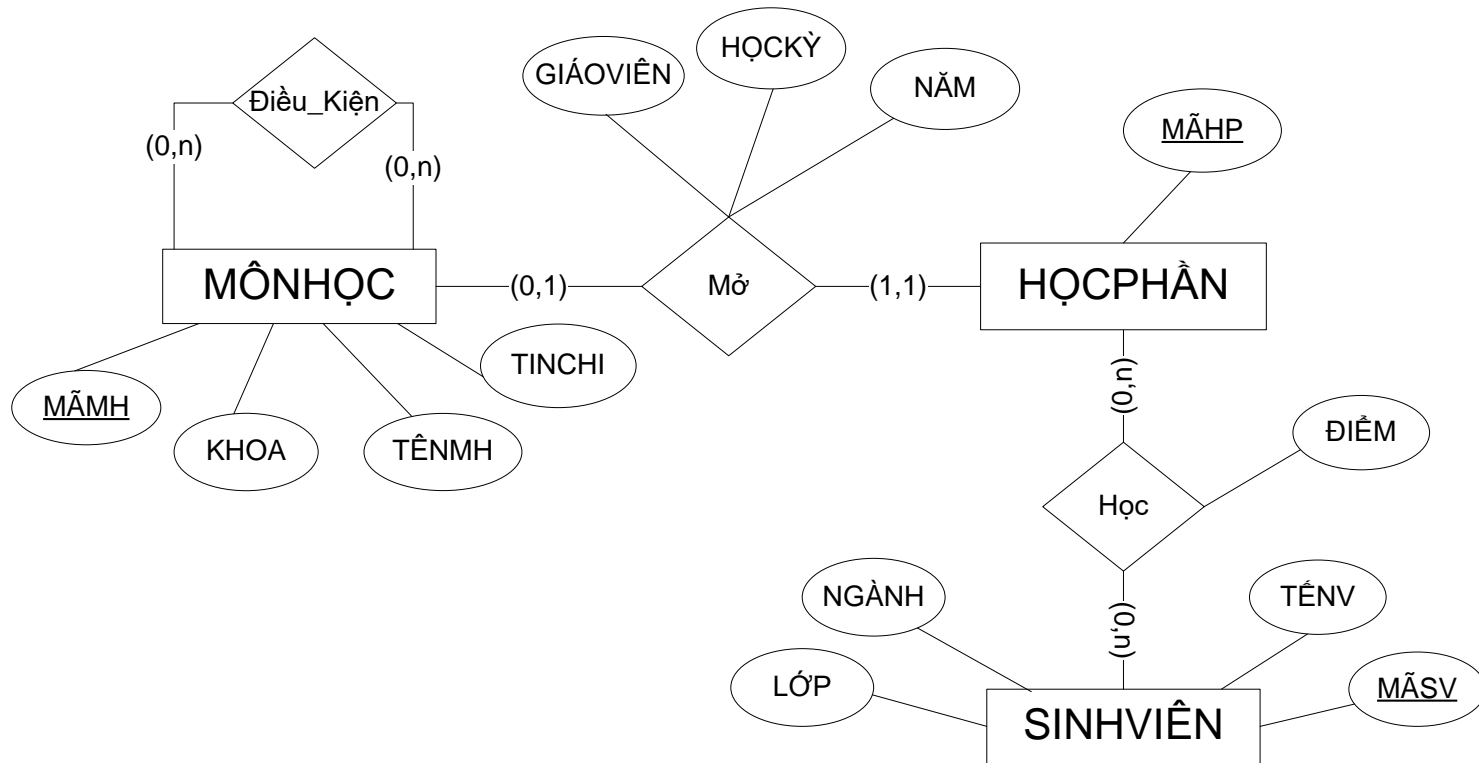 HỌCKỲ
GIÁOVIÊN
NĂM
Điều_Kiện
MÃHP
(0,n)
(0,n)
MÔNHỌC
(0,1)
Mở
(1,1)
HỌCPHẦN
TINCHI
MÃMH
KHOA
TÊNMH
(0,n)
ĐIỂM
Học
NGÀNH
(0,n)
TẾNV
LỚP
SINHVIÊN
MÃSV